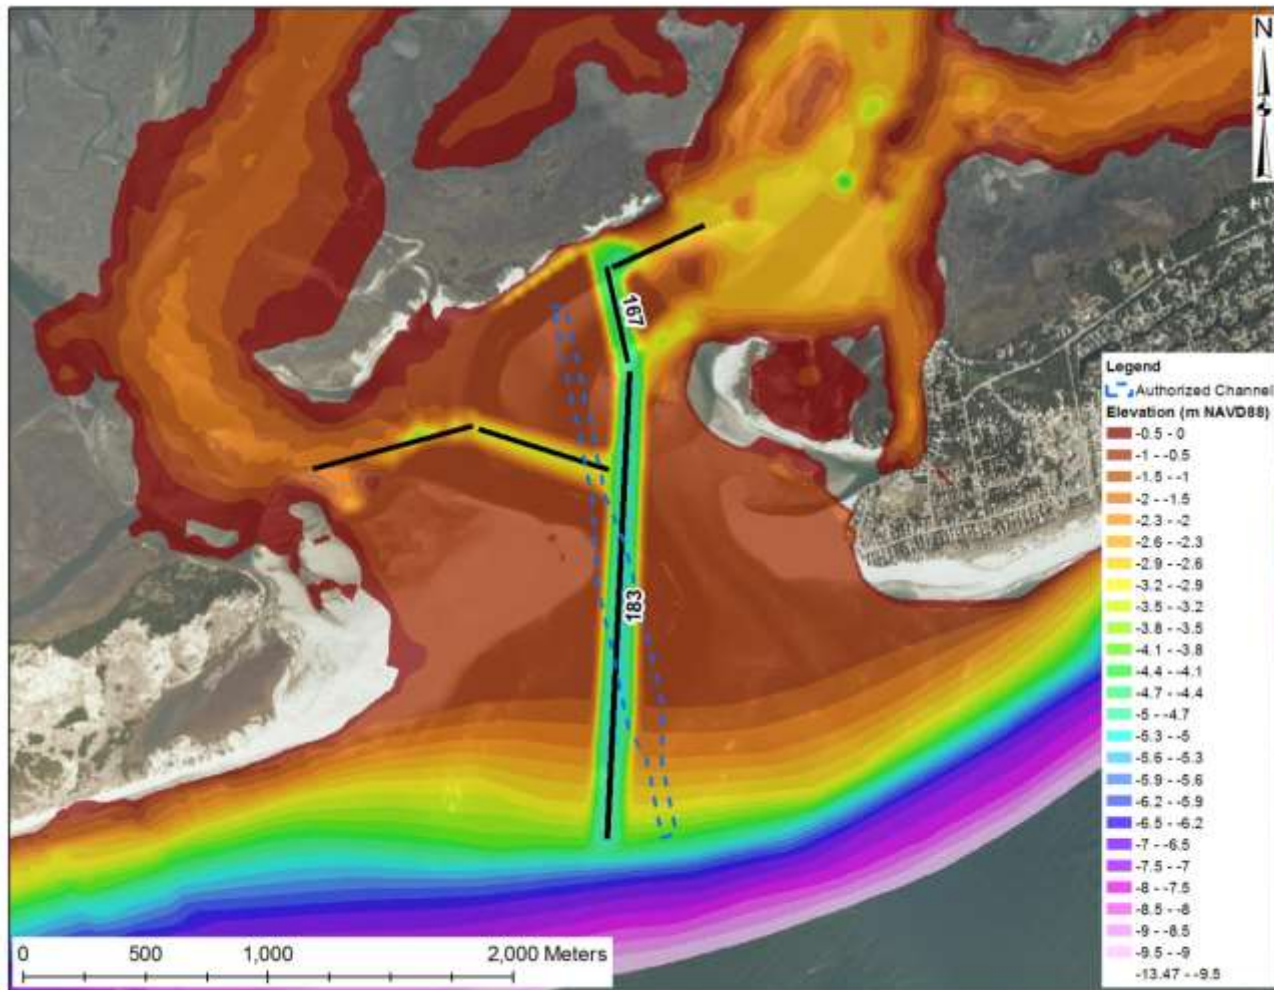 N
167
183
Legend
Authorized Channel
Elevation (m NAVD88)
-0.5 - 0
-1 - -0.5
-1.5 - -1
-2 - -1.5
-2.3 - -2
-2.6 - -2.3
-2.9 - -2.6
-3.2 - -2.9
-3.5 - -3.2
-3.8 - -3.5
-4.1 - -3.8
-4.4 - -4.1
-4.7 - -4.4
-5 - -4.7
-5.3 - -5
-5.6 - -5.3
-5.9 - -5.6
-6.2 - -5.9
-6.5 - -6.2
-7 - -6.5
-7.5 - -7
-8 - -7.5
-8.5 - -8
-9 - -8.5
-9.5 - -9
-13.47 - -9.5
0 500 1,000 2,000 Meters